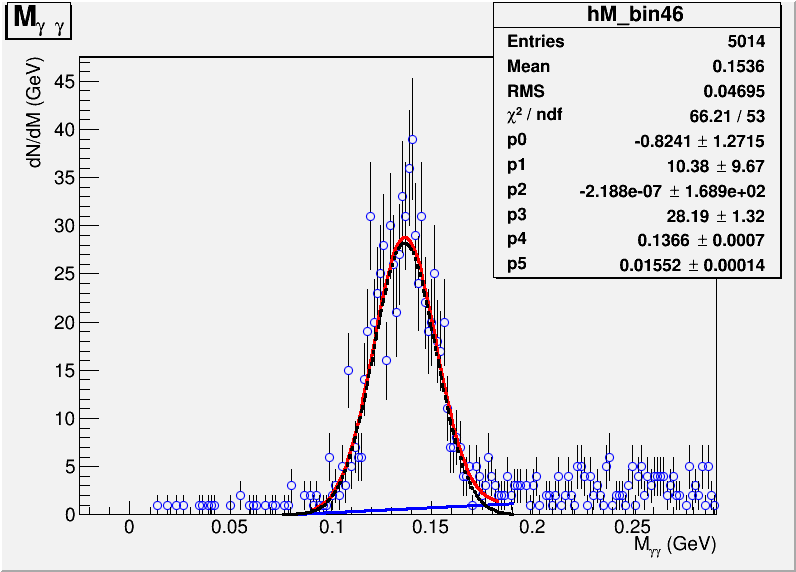 Mγ γ
hM_bin46
Entries 5014
Mean 0.1536
RMS 0.04695
χ² / ndf 66.21 / 53
p0 -0.8241 ± 1.2715
p1 10.38 ± 9.67
p2 -2.188e-07 ± 1.689e+02
p3 28.19 ± 1.32
p4 0.1366 ± 0.0007
p5 0.01552 ± 0.00014
dN/dM (GeV)
45
40
35
30
25
20
15
10
5
0
0 0.05 0.1 0.15 0.2 0.25
Mγγ (GeV)